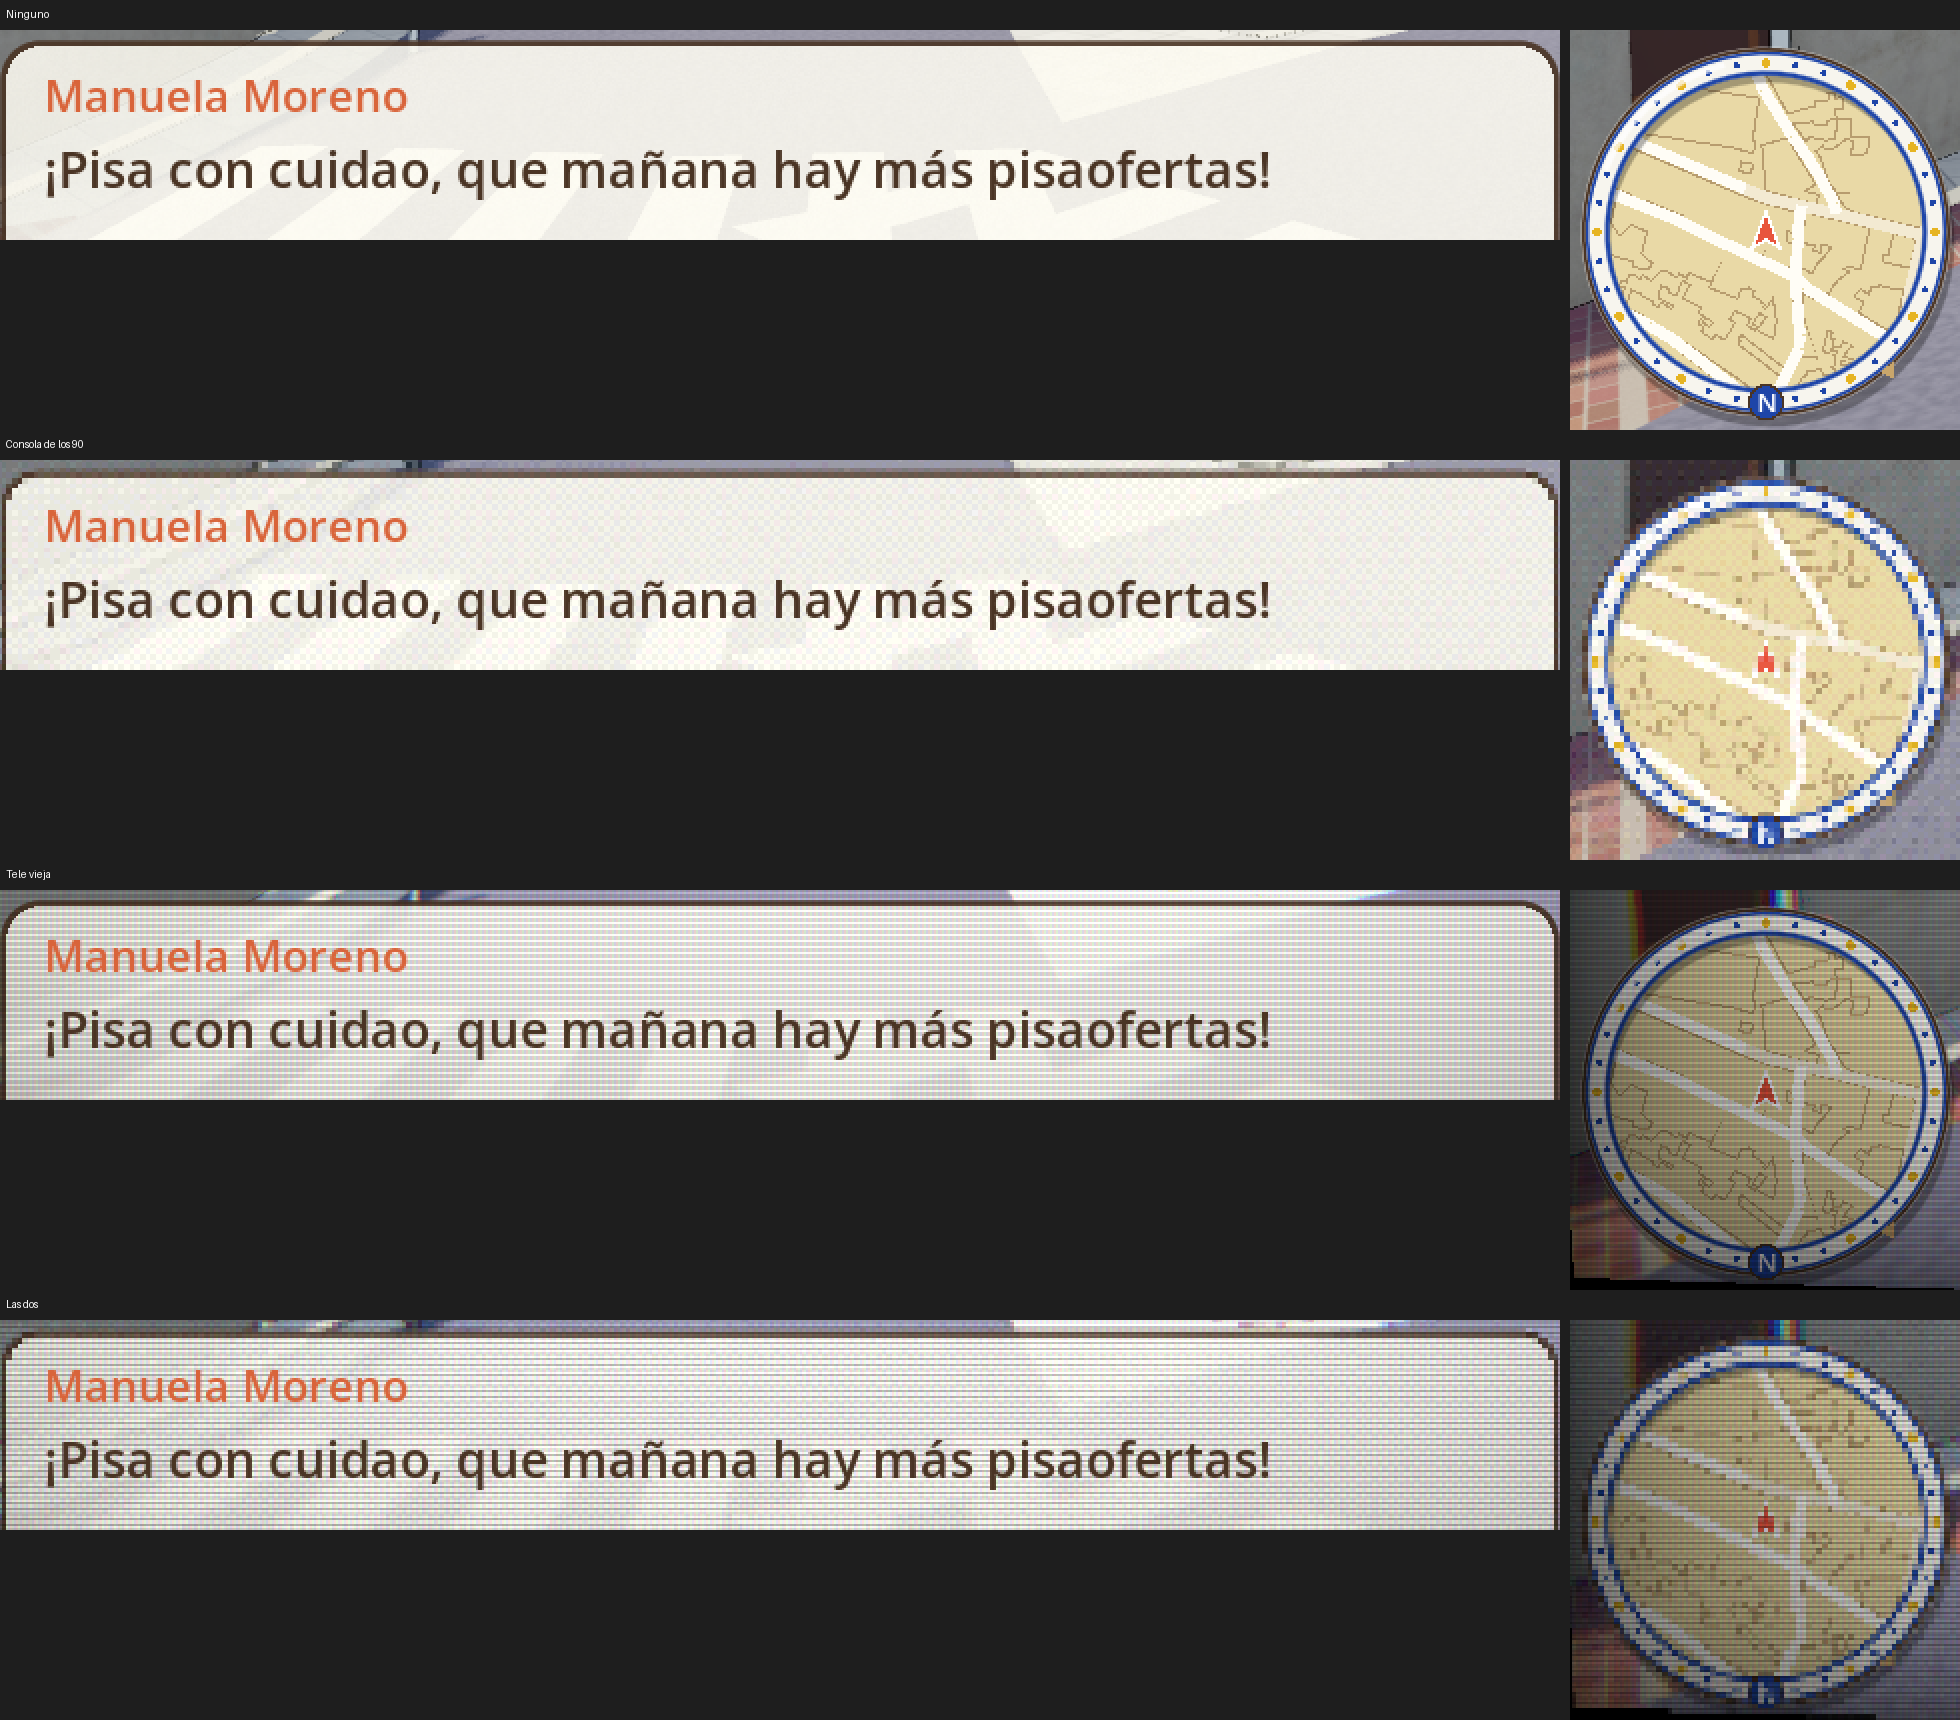 Ninguno
Manuela Moreno
¡Pisa con cuidao, que mañana hay más pisaofertas!
N
Consola de los 90
Manuela Moreno
¡Pisa con cuidao, que mañana hay más pisaofertas!
Tele vieja
Manuela Moreno
¡Pisa con cuidao, que mañana hay más pisaofertas!
N
Las dos
Manuela Moreno
¡Pisa con cuidao, que mañana hay más pisaofertas!